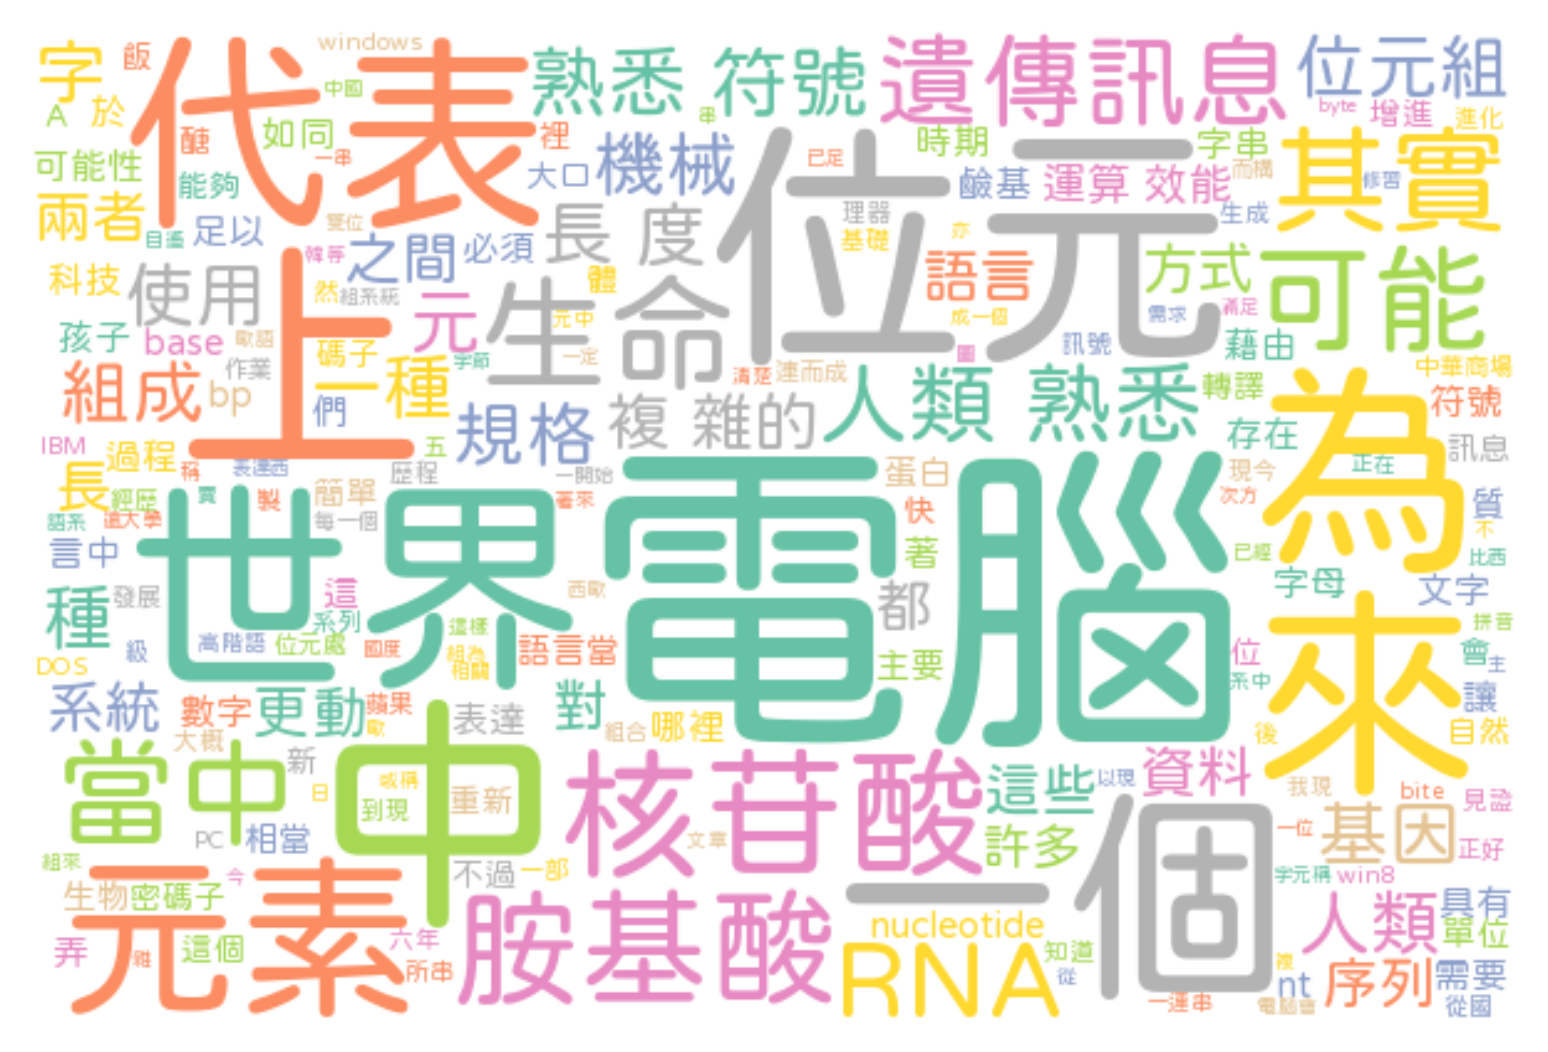 字
飯
windows
代表
中國
熟悉 符號
遺傳訊息
位元組
A
於
醣
如同
一串
裡
串
byte
增進
進化
可能性
能夠
大口
機械
位元
已足
時期
字串
而構
其實
兩者
目濫
足以
雙位
長 度
理器
基礎
鹼基
運算 效能
生成
修習
亦
科技
使用
上
韓等
之間
必須
然
組系統
元
生命
體
元中
語言
方式
可能
成一個
需求
滿足
孩子
base
歌語
碼子
作業
一種
字節
一定
圖
訊號
藉由
中華商場
組成
bp
們
清楚
連而成
人類 熟悉
轉譯
為
符號
IBM
過程
稱
表達西
五
規格
複 雜的
存在
訊息
長
經歷
賈
製
簡單
歷程
一開始
著來
蛋白
現今
次方
正在
質
語系
遠大學
每一個
快
不
言中
世界
電腦
著
已經
比西
種
發展
這
系列
西歐
都
字母
文字
級
高階語
位元處
國度
這樣
組為
相關
語言當
主要
位
系中
來
拼音
會
主
DOS
系統
數字
更動
蘋果
歐
表達
對
組合
哪裡
讓
後
自然
當中
大概
新
日
中
或稱
到現
重新
核苷酸
這些
以現
資料
我現
bite
見證
PC
相當
文章
許多
一個
一位
基因
正好
組來
生物
密碼子
今
不過
一部
字元稱
win8
元素
胺基酸
nucleotide
人類
具有
單位
弄
雜
這個
六年
所串
RNA
知道
從
複
nt
序列
需要
一連串
電腦會
從國